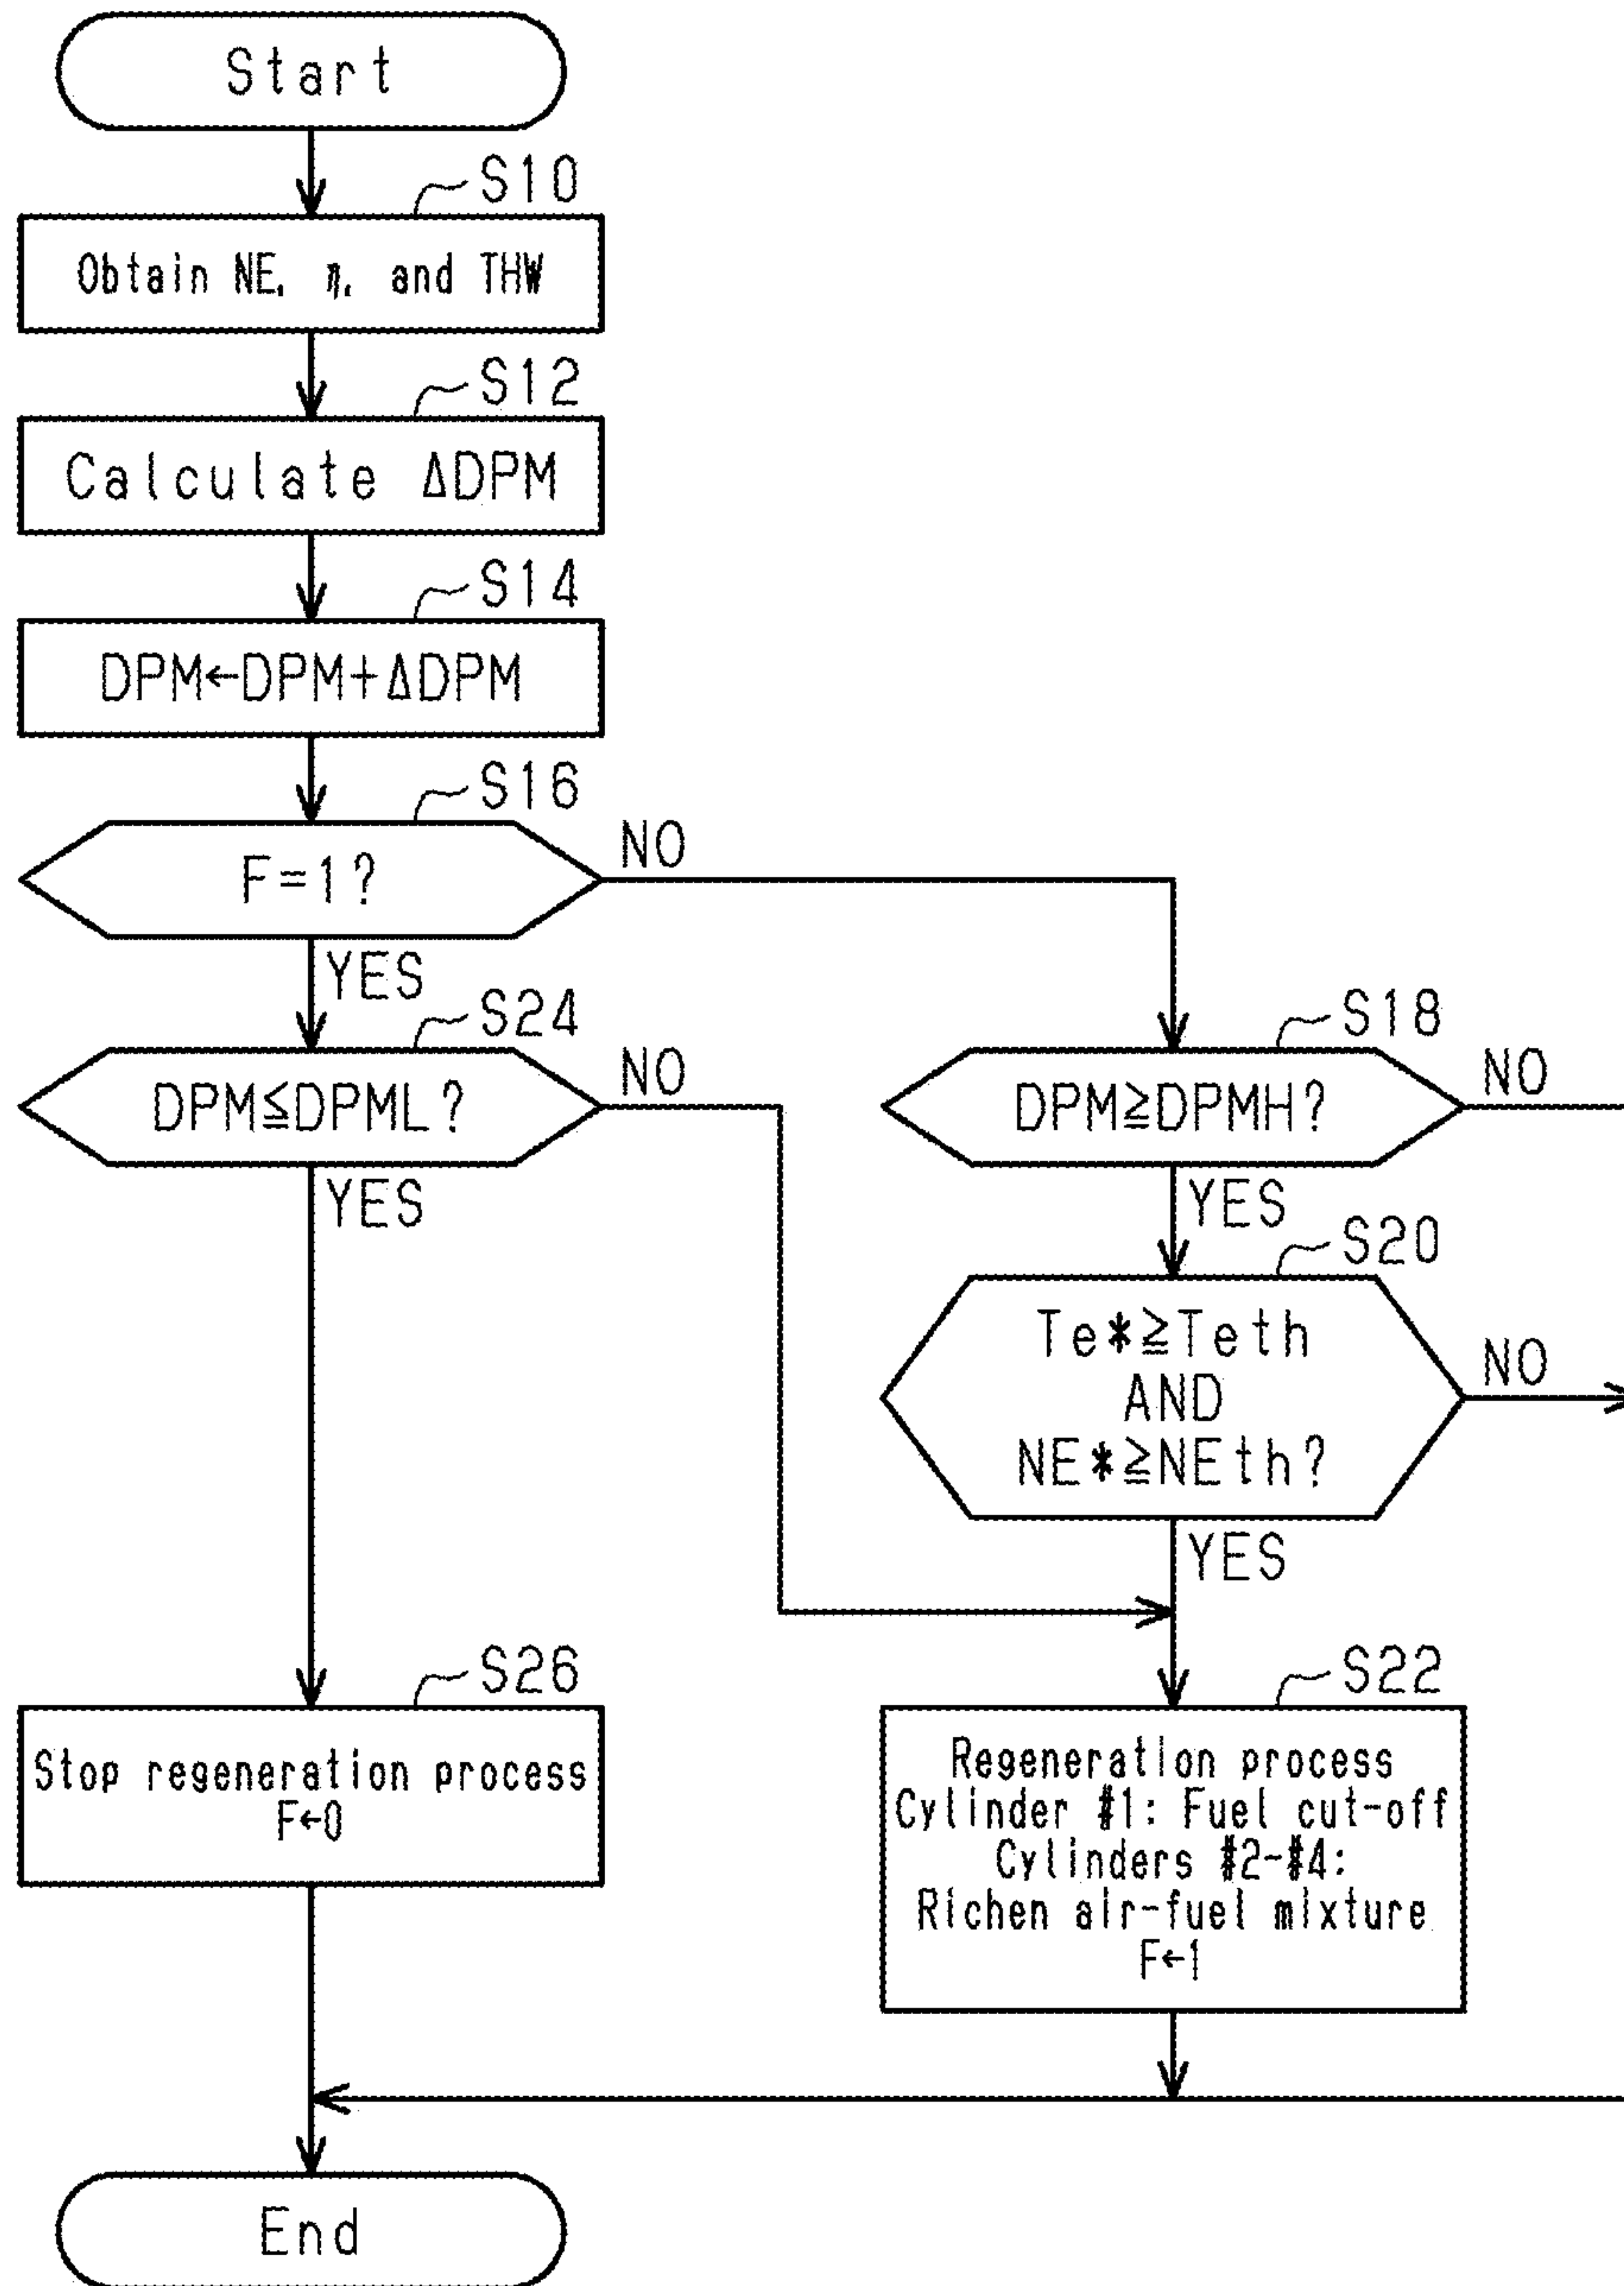 Start
S10
Obtain NE, η, and THW
S12
Calculate ΔDPM
S14
DPM←DPM+ΔDPM
S16
F=1?
NO
YES
S24
DPM≦DPML?
NO
YES
S18
DPM≧DPMH?
NO
YES
S20
Te*≧Teth
AND
NE*≧NEth?
NO
YES
S26
Stop regeneration process
F←0
S22
Regeneration process
Cylinder #1: Fuel cut-off
Cylinders #2-#4:
Richen air-fuel mixture
F←1
End